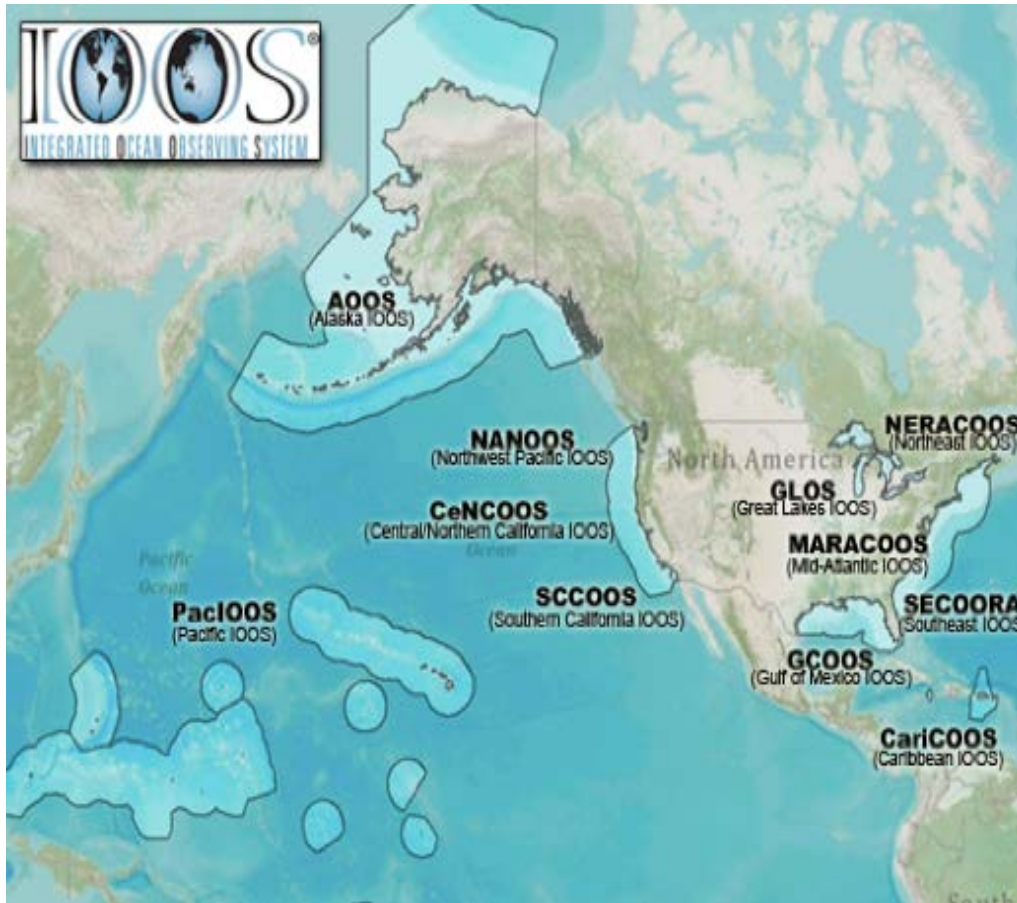 IOOS®
INTEGRATED OCEAN OBSERVING SYSTEM
AOOS
(Alaska IOOS)
NANOOS
(Northwest Pacific IOOS)
North America
NERACOOS
(Northeast IOOS)
GLOS
(Great Lakes IOOS)
CeNCOOS
(Central/Northern California IOOS)
Ocean
MARACOOS
(Mid-Atlantic IOOS)
Pacific
Ocean
PacIOOS
(Pacific IOOS)
SCCOOS
(Southern California IOOS)
SECOORA
(Southeast IOOS
GCOOS
(Gulf of Mexico IOOS)
CariCOOS
(Caribbean IOOS)
South